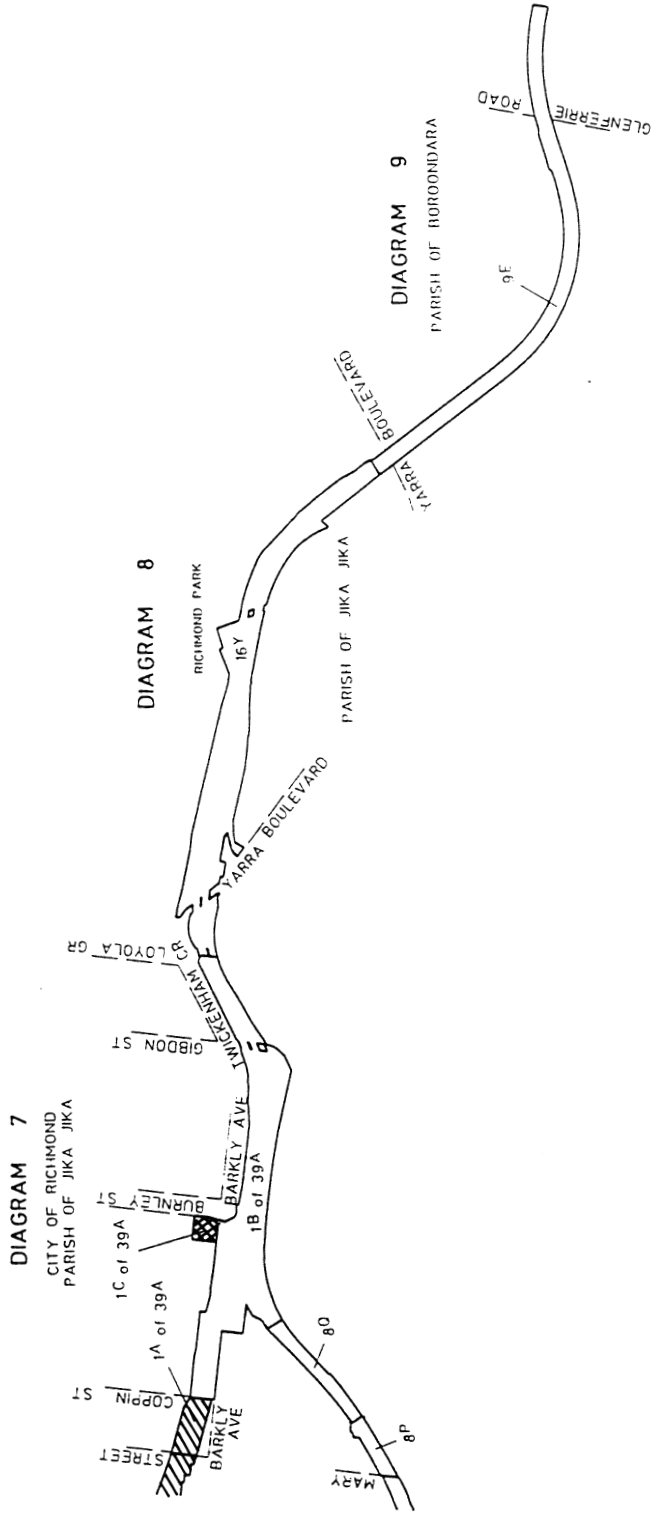 DIAGRAM 7
CITY OF RICHMOND
PARISH OF JIKA JIKA
STREET
COPPIN ST
1A of 39A
1C of 39A
BURNLEY ST
BARKLY
AVE
BARKLY AVE
1B of 39A
MARY
8P
8Q
GIBDON ST
TWICKENHAM CR
LOYOLA GR
DIAGRAM 8
RICHMOND PARK
16Y
YARRA BOULEVARD
PARISH OF JIKA JIKA
DIAGRAM 9
PARISH OF BOROONDARA
YARRA
BOULEVARD
9E
GLENFERRIE
ROAD